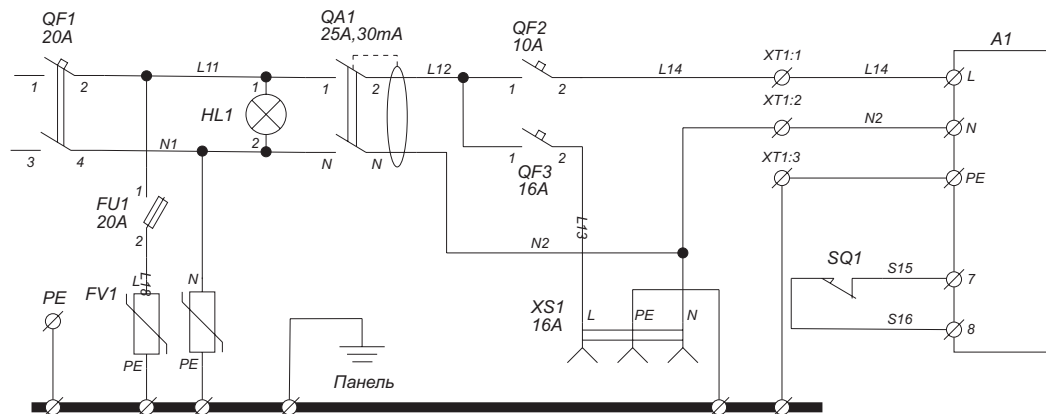 QF1
20A
QA1
25A,30mA
QF2
10A
A1
XT1:1
L11
L12
L14
L14
L
1
2
1
1
2
1
2
HL1
XT1:2
N2
N
N1
2
3
4
N
N
1
2
QF3
16A
XT1:3
PE
1
FU1
20A
2
L13
N2
SQ1
S15
7
L
L18
N
FV1
PE
XS1
16A
L
PE
N
S16
8
PE
PE
Панель